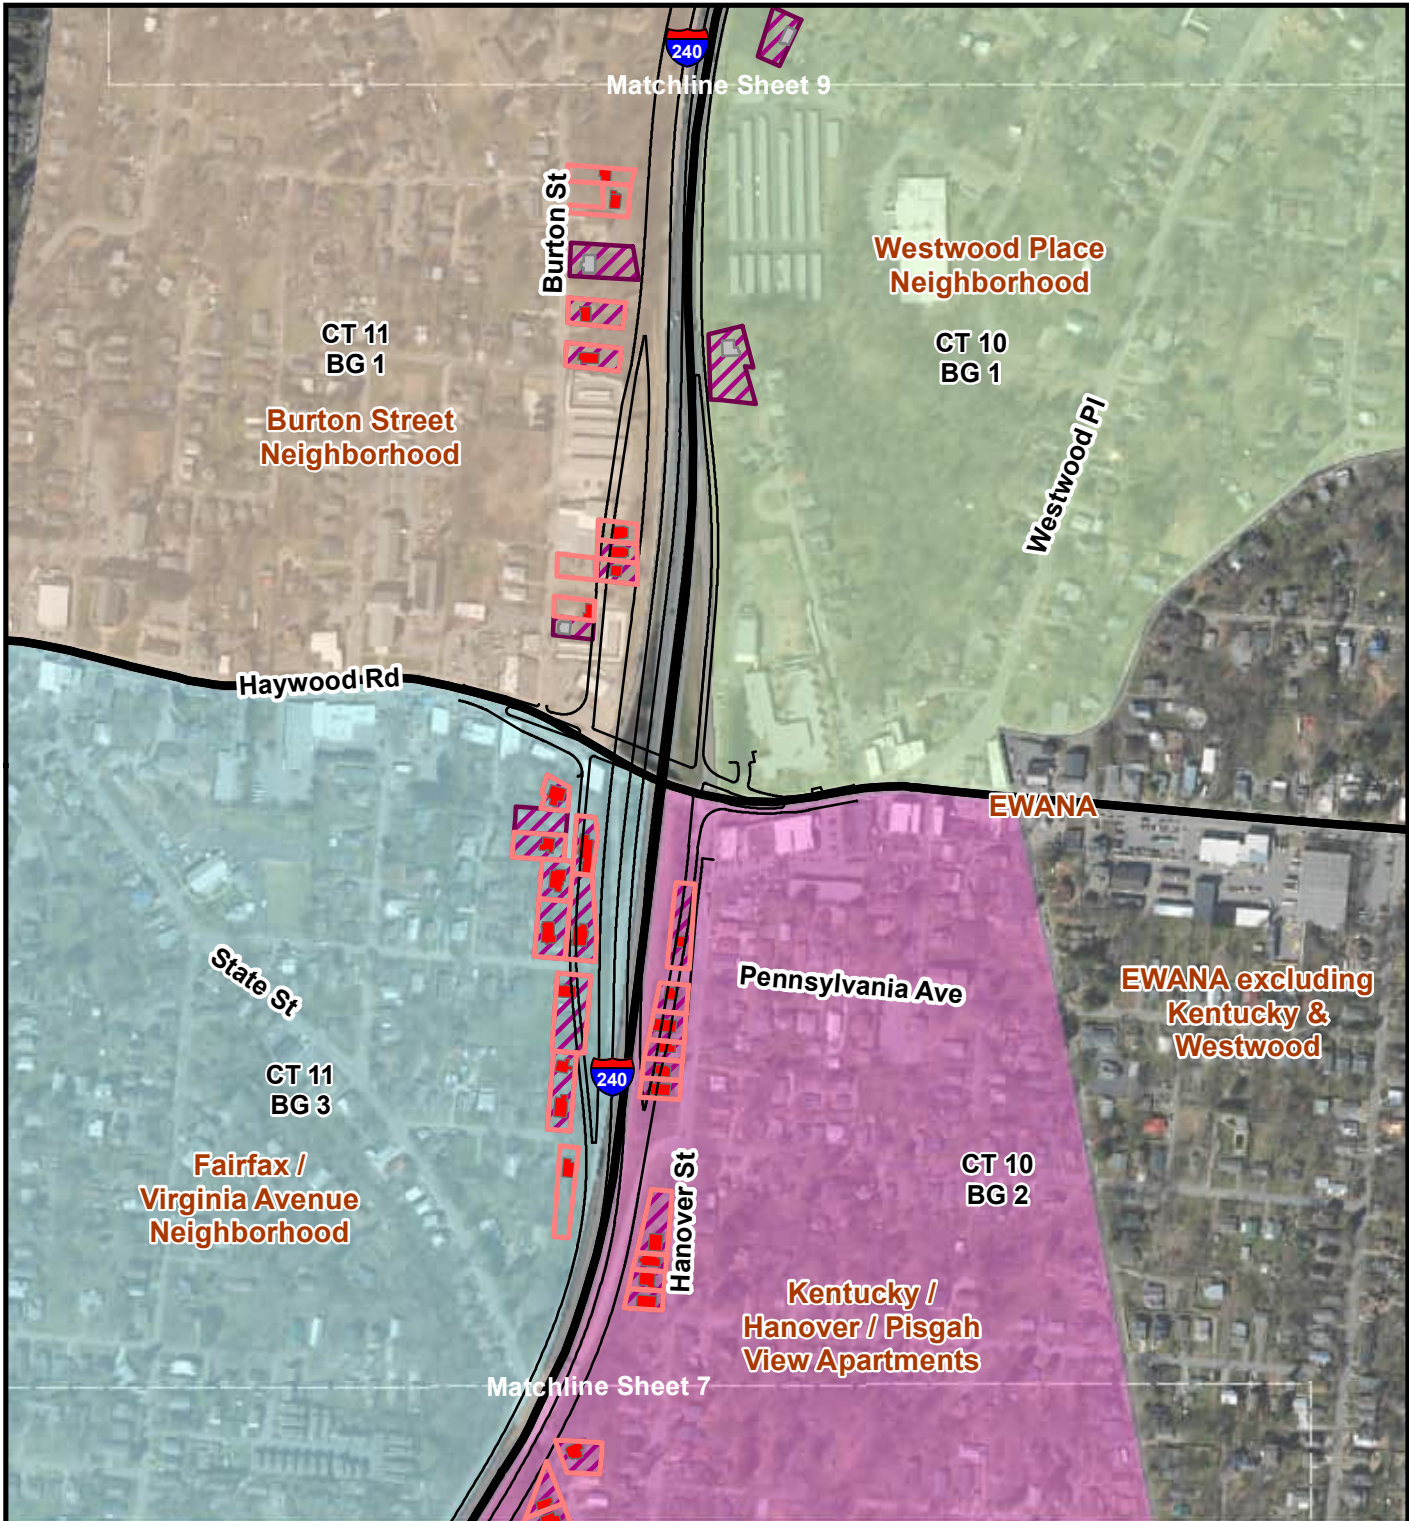 240
Matchline Sheet 9
Burton St
Westwood Place
Neighborhood
CT 11
BG 1
CT 10
BG 1
Burton Street
Neighborhood
Westwood Pl
Haywood Rd
EWANA
State St
Pennsylvania Ave
EWANA excluding
Kentucky &
Westwood
CT 11
BG 3
240
Fairfax /
Virginia Avenue
Neighborhood
Hanover St
CT 10
BG 2
Kentucky /
Hanover / Pisgah
View Apartments
Matchline Sheet 7